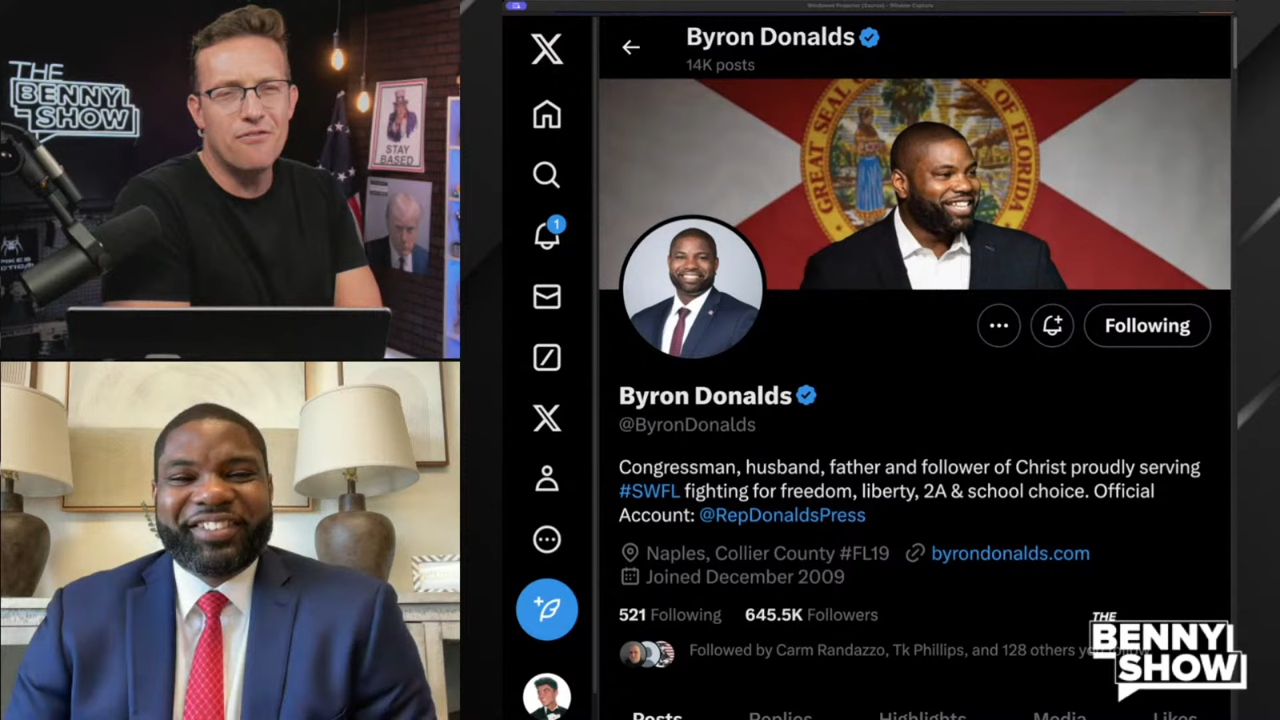 THE
BENNY
SHOW
STAY
BASED
Byron Donalds
14K posts
GREAT SEAL OF
OF FLORIDA
1
Following
Byron Donalds
@ByronDonalds
Congressman, husband, father and follower of Christ proudly serving
#SWFL fighting for freedom, liberty, 2A & school choice. Official
Account: @RepDonaldsPress
Naples, Collier County #FL19 byrondonalds.com
Joined December 2009
521 Following 645.5K Followers
Followed by Carm Randazzo, Tk Phillips, and 128 others you follow
Posts Replies Highlights Media Likes
THE
BENNY
SHOW